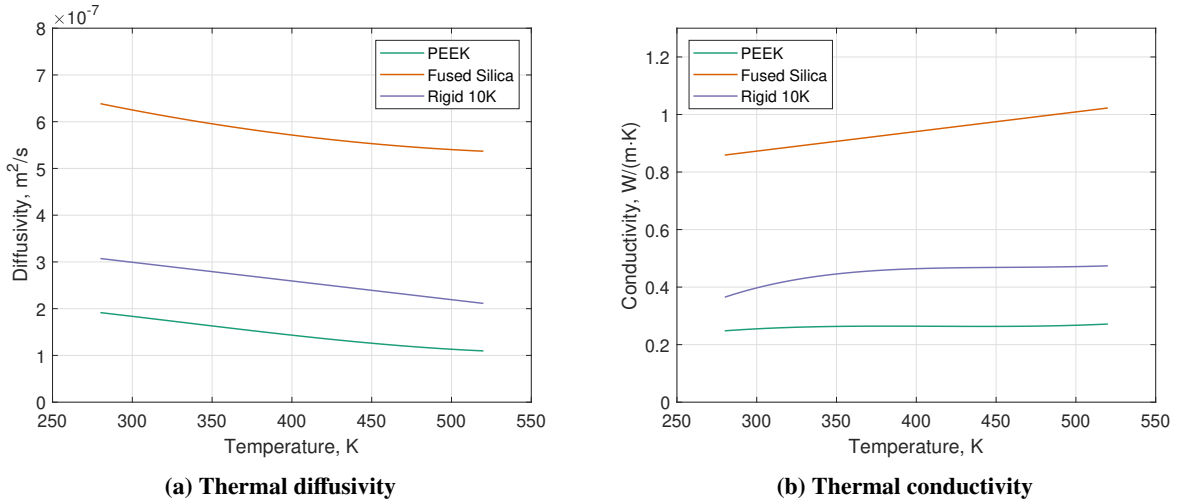 ×10⁻⁷
8
7
6
5
4
3
2
1
0
Diffusivity, m²/s
PEEK
Fused Silica
Rigid 10K
250 300 350 400 450 500 550
Temperature, K
(a) Thermal diffusivity
1.2
1
0.8
0.6
0.4
0.2
0
Conductivity, W/(m·K)
PEEK
Fused Silica
Rigid 10K
250 300 350 400 450 500 550
Temperature, K
(b) Thermal conductivity